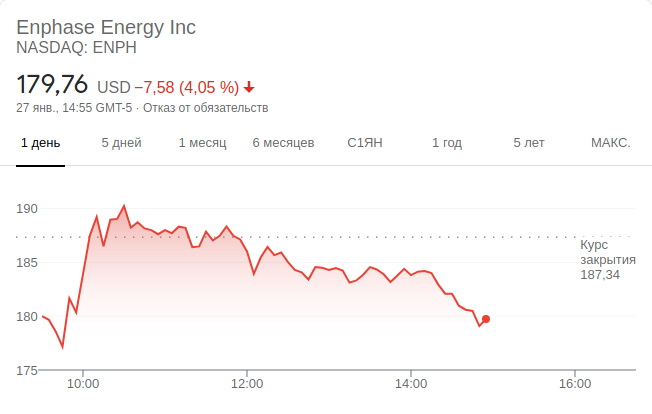 Enphase Energy Inc
NASDAQ: ENPH
179,76 USD −7,58 (4,05 %)
27 янв., 14:55 GMT-5 · Отказ от обязательств
1 день 5 дней 1 месяц 6 месяцев С1ЯН 1 год 5 лет МАКС.
190
Курс
185 закрытия
187,34
180
175
10:00 12:00 14:00 16:00